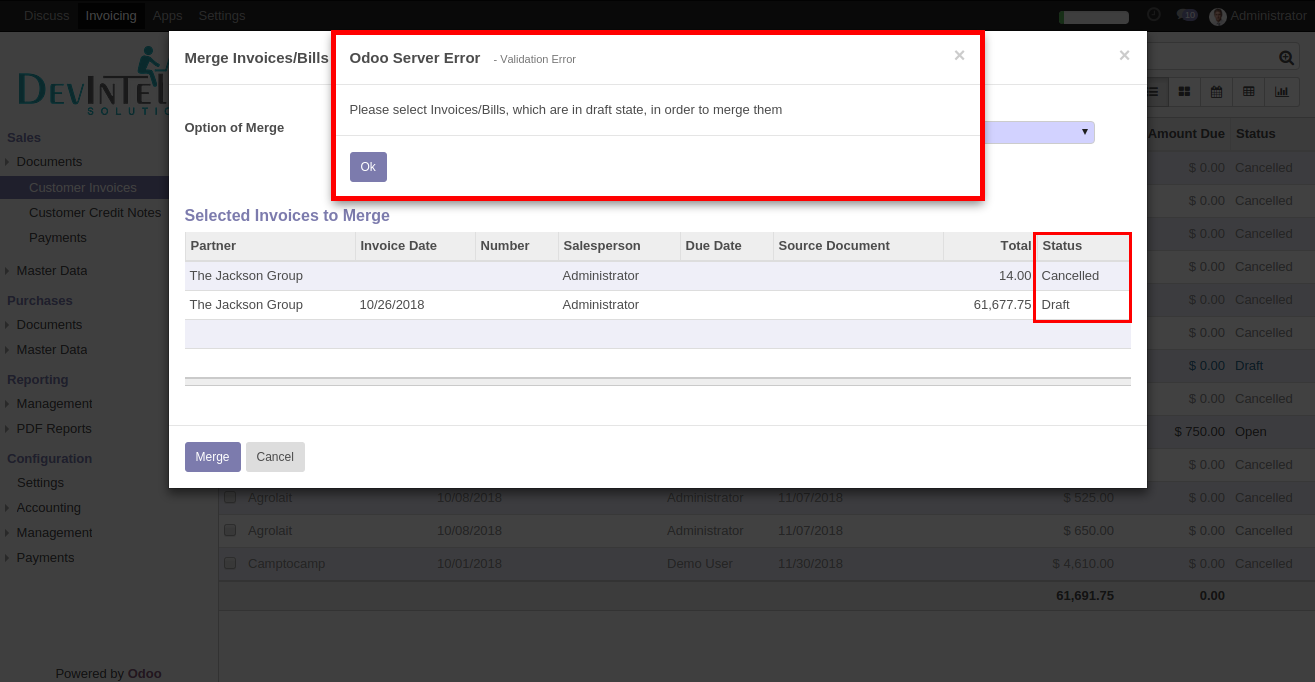 Discuss Invoicing Apps Settings 10 Administrator
Merge Invoices/Bills ×
Odoo Server Error - Validation Error ×
Please select Invoices/Bills, which are in draft state, in order to merge them
Ok
Option of Merge
Selected Invoices to Merge
Partner Invoice Date Number Salesperson Due Date Source Document Total Status
The Jackson Group Administrator 14.00 Cancelled
The Jackson Group 10/26/2018 Administrator 61,677.75 Draft
Merge Cancel
Sales
Documents
Customer Invoices
Customer Credit Notes
Payments
Master Data
Purchases
Documents
Master Data
Reporting
Management
PDF Reports
Configuration
Settings
Accounting
Management
Payments
Powered by Odoo
Amount Due Status
$ 0.00 Cancelled
$ 0.00 Cancelled
$ 0.00 Cancelled
$ 0.00 Cancelled
$ 0.00 Cancelled
$ 0.00 Cancelled
$ 0.00 Draft
$ 0.00 Cancelled
$ 750.00 Open
$ 0.00 Cancelled
Agrolait 10/08/2018 Administrator 11/07/2018 $ 525.00 $ 0.00 Cancelled
Agrolait 10/08/2018 Administrator 11/07/2018 $ 650.00 $ 0.00 Cancelled
Camptocamp 10/01/2018 Demo User 11/30/2018 $ 4,610.00 $ 0.00 Cancelled
61,691.75 0.00